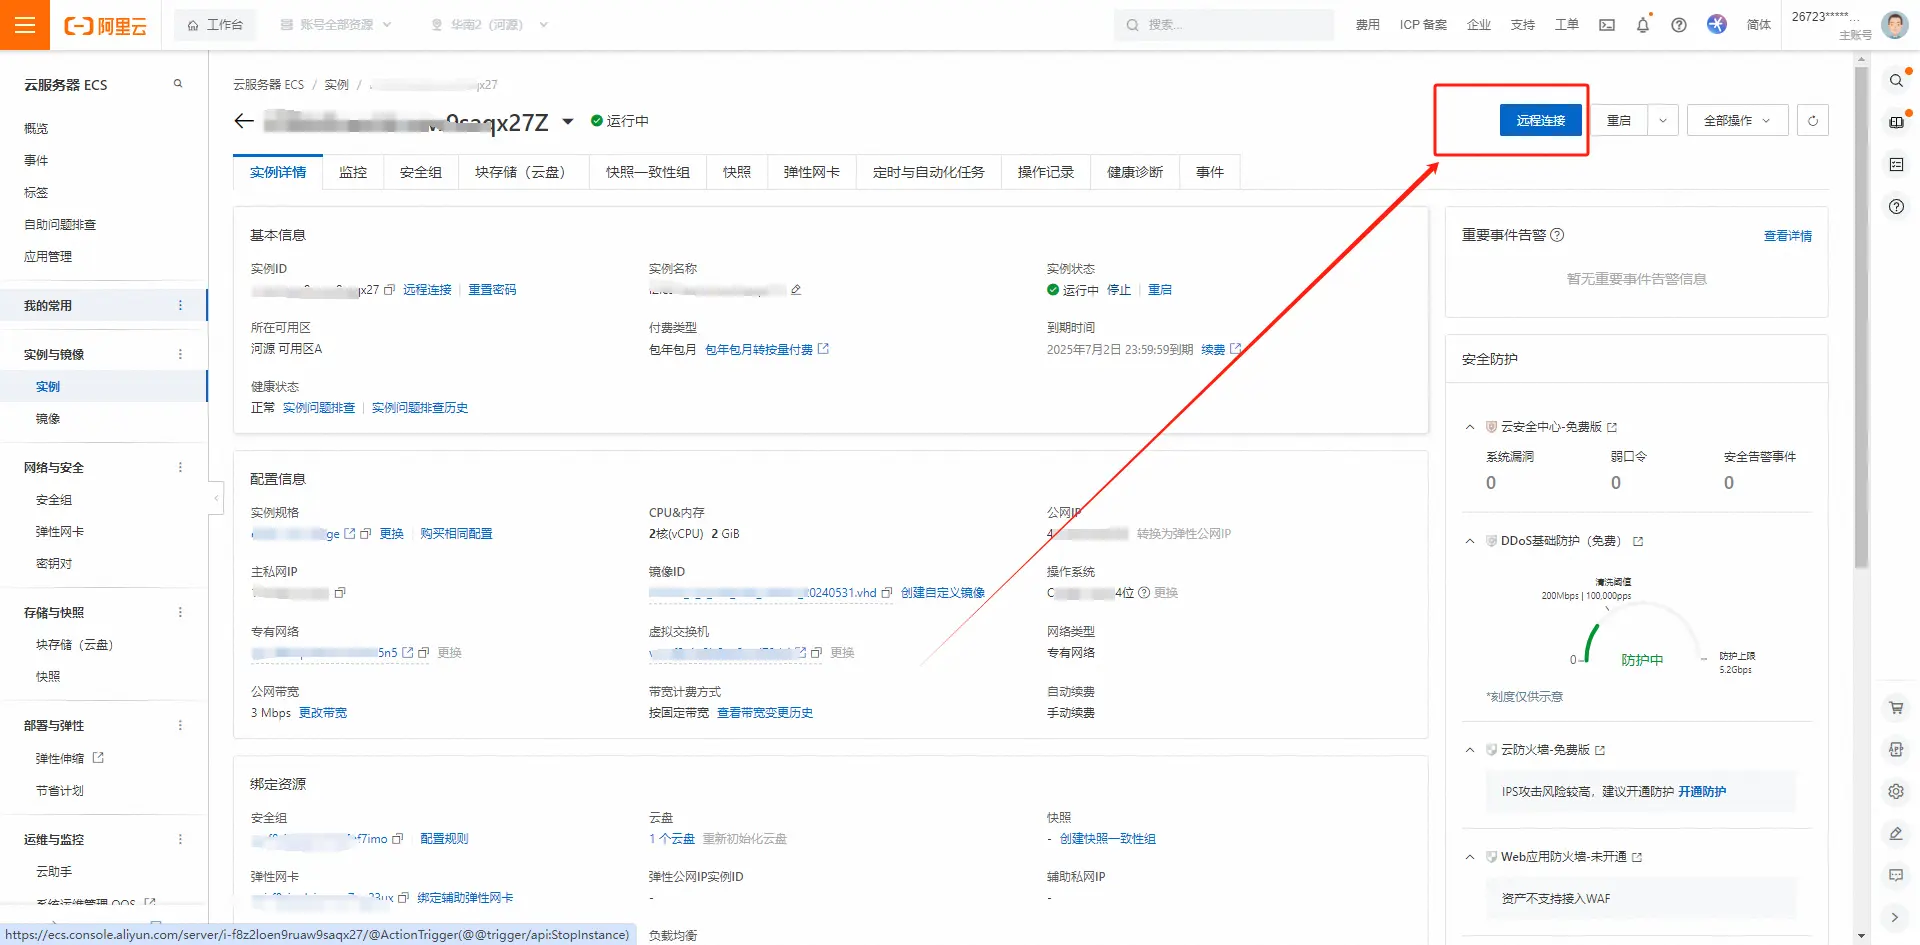 阿里云
工作台
账号全部资源
华南2（河源）
搜索...
费用
ICP 备案
企业
支持
工单
简体
26723*****...
主账号
云服务器 ECS
概览
事件
标签
自助问题排查
应用管理
我的常用
实例与镜像
实例
镜像
网络与安全
安全组
弹性网卡
密钥对
存储与快照
块存储（云盘）
快照
部署与弹性
弹性伸缩
节省计划
运维与监控
云助手
系统运维管理 OOS
云服务器 ECS / 实例 / qx27
9saqx27Z
运行中
远程连接
重启
全部操作
实例详情
监控
安全组
块存储（云盘）
快照一致性组
快照
弹性网卡
定时与自动化任务
操作记录
健康诊断
事件
基本信息
实例ID
qx27 远程连接 重置密码
实例名称
实例状态
运行中 停止 重启
所在可用区
河源 可用区A
付费类型
包年包月 包年包月转按量付费
到期时间
2025年7月2日 23:59:59到期 续费
健康状态
正常 实例问题排查 实例问题排查历史
配置信息
实例规格
ge 更换 购买相同配置
CPU&内存
2核(vCPU) 2 GiB
公网IP
4 转换为弹性公网IP
主私网IP
镜像ID
20240531.vhd 创建自定义镜像
操作系统
C 4位 更换
专有网络
5n5 更换
虚拟交换机
更换
网络类型
专有网络
公网带宽
3 Mbps 更改带宽
带宽计费方式
按固定带宽 查看带宽变更历史
自动续费
手动续费
绑定资源
安全组
f7imo 配置规则
云盘
1 个云盘 重新初始化云盘
快照
- 创建快照一致性组
弹性网卡
绑定辅助弹性网卡
弹性公网IP实例ID
-
辅助私网IP
-
负载均衡
重要事件告警
查看详情
暂无重要事件告警信息
安全防护
云安全中心-免费版
系统漏洞
弱口令
安全告警事件
0
0
0
DDoS基础防护（免费）
清洗阈值
200Mbps | 100,000pps
0
防护中
防护上限
5.2Gbps
*刻度仅供示意
云防火墙-免费版
IPS攻击风险较高，建议开通防护 开通防护
Web应用防火墙-未开通
资产不支持接入WAF
https://ecs.console.aliyun.com/server/i-f8z2loen9ruaw9saqx27/@ActionTrigger(@@trigger/api:StopInstance)